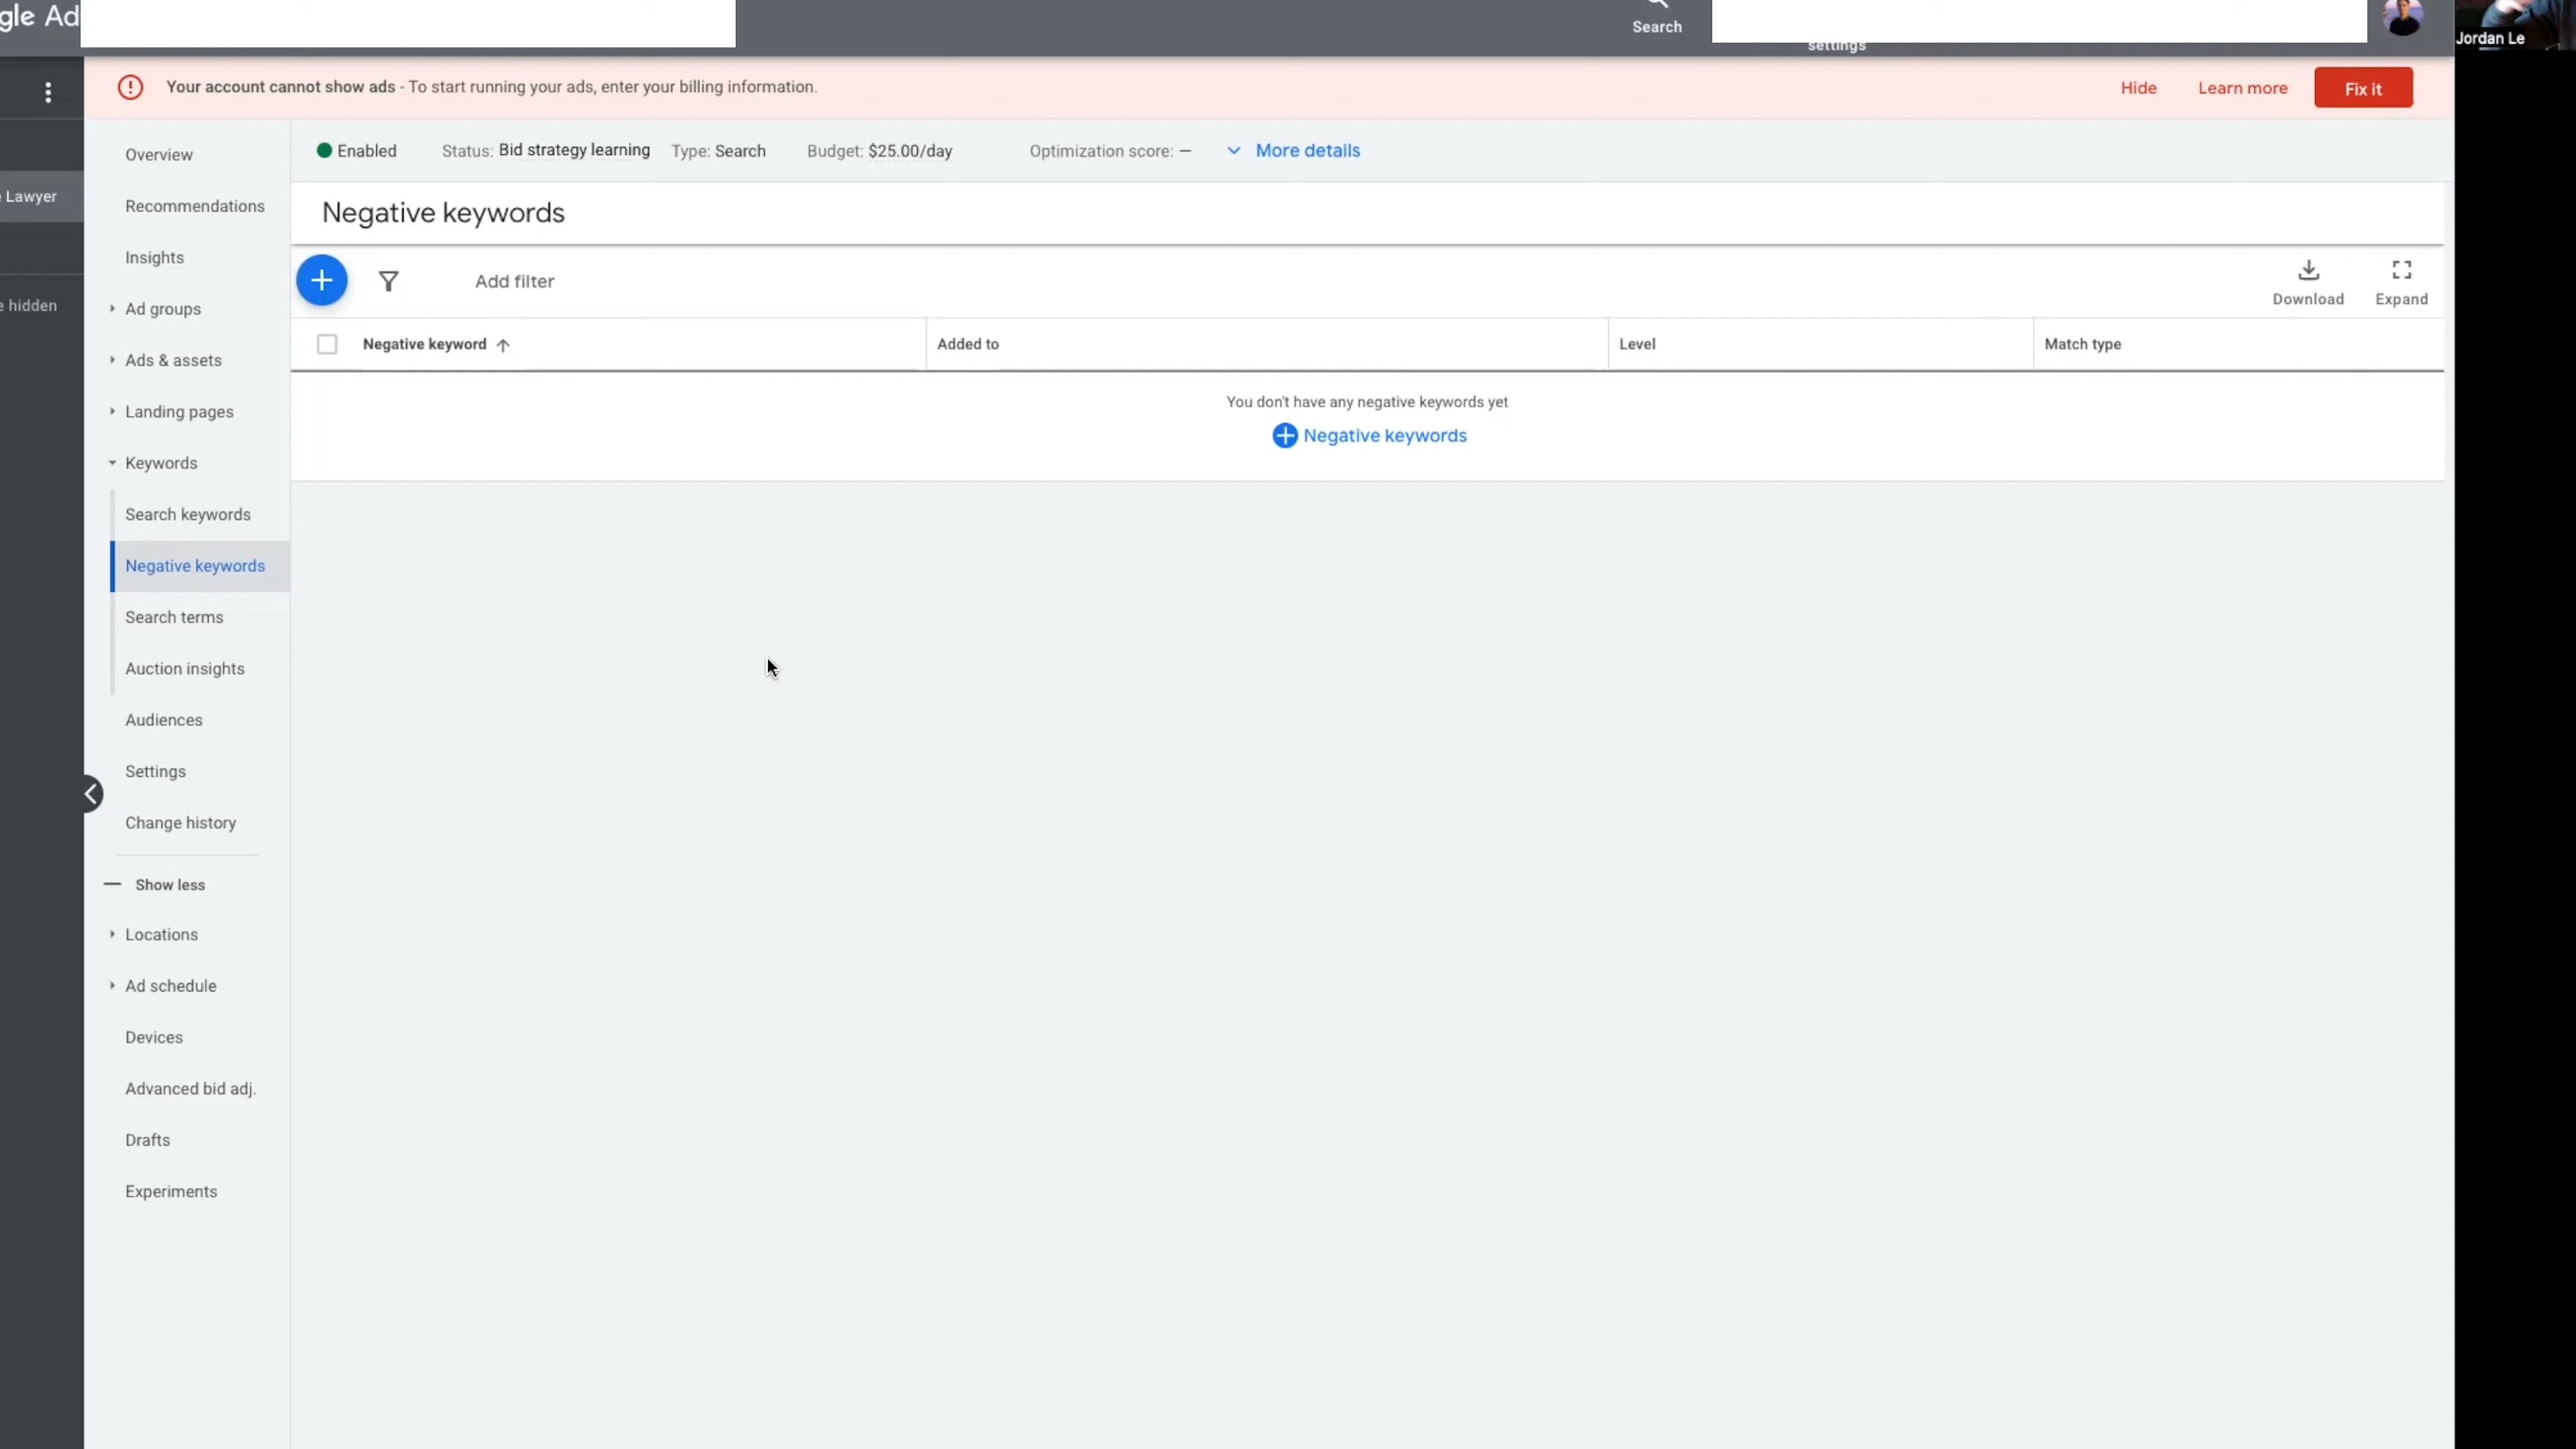 gle Ad
Search
settings
Jordan Le
Your account cannot show ads - To start running your ads, enter your billing information.
Hide
Learn more
Fix it
Lawyer
hidden
Overview
Recommendations
Insights
Ad groups
Ads & assets
Landing pages
Keywords
Search keywords
Negative keywords
Search terms
Auction insights
Audiences
Settings
Change history
Show less
Locations
Ad schedule
Devices
Advanced bid adj.
Drafts
Experiments
Enabled
Status: Bid strategy learning
Type: Search
Budget: $25.00/day
Optimization score: –
More details
Negative keywords
Add filter
Download
Expand
Negative keyword
Added to
Level
Match type
You don't have any negative keywords yet
Negative keywords